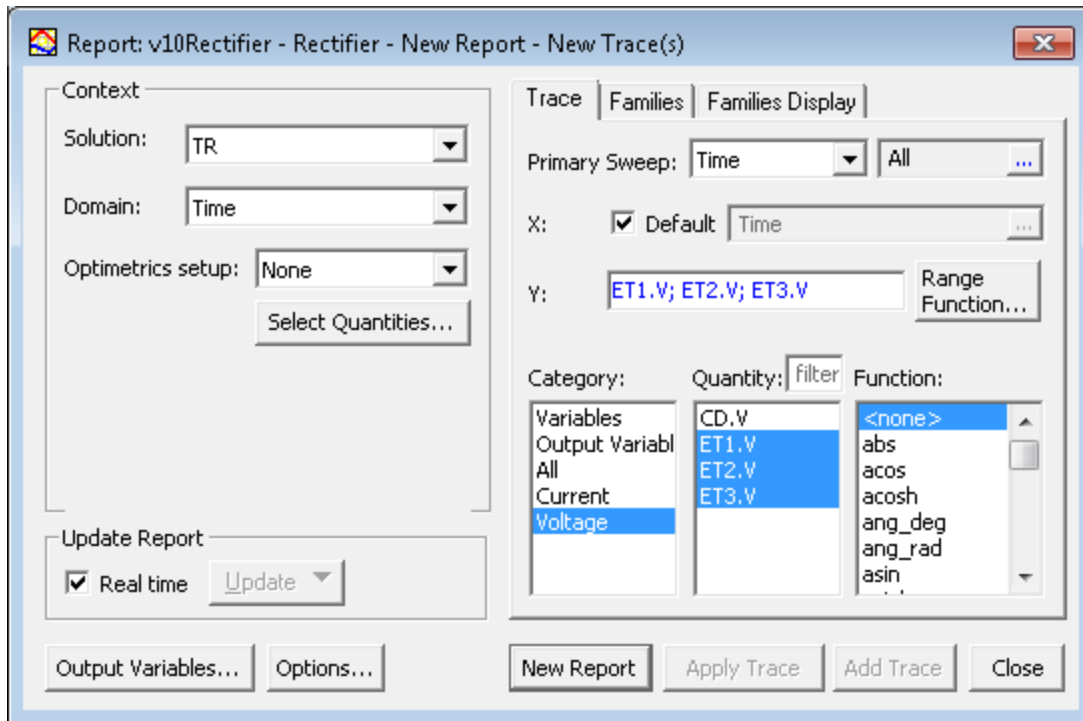 Report: v10Rectifier - Rectifier - New Report - New Trace(s)
Context
Solution: TR
Domain: Time
Optimetrics setup: None
Select Quantities...
Update Report
Real time Update
Output Variables... Options...
Trace Families Families Display
Primary Sweep: Time All ...
X: Default Time ...
Y: ET1.V; ET2.V; ET3.V Range Function...
Category: Quantity: filter Function:
Variables CD.V <none>
Output Variabl ET1.V abs
All ET2.V acos
Current ET3.V acosh
Voltage ang_deg
ang_rad
asin
New Report Apply Trace Add Trace Close